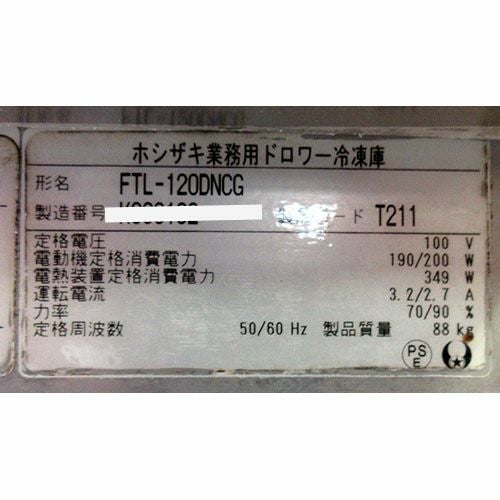 ホシザキ業務用ドロワー冷凍庫
形名 FTL-120DNCG
製造番号 ード T211
定格電圧 100 V
電動機定格消費電力 190/200 W
電熱装置定格消費電力 349 W
運転電流 3.2/2.7 A
力率 70/90 %
定格周波数 50/60 Hz 製品質量 88 kg
PS
E